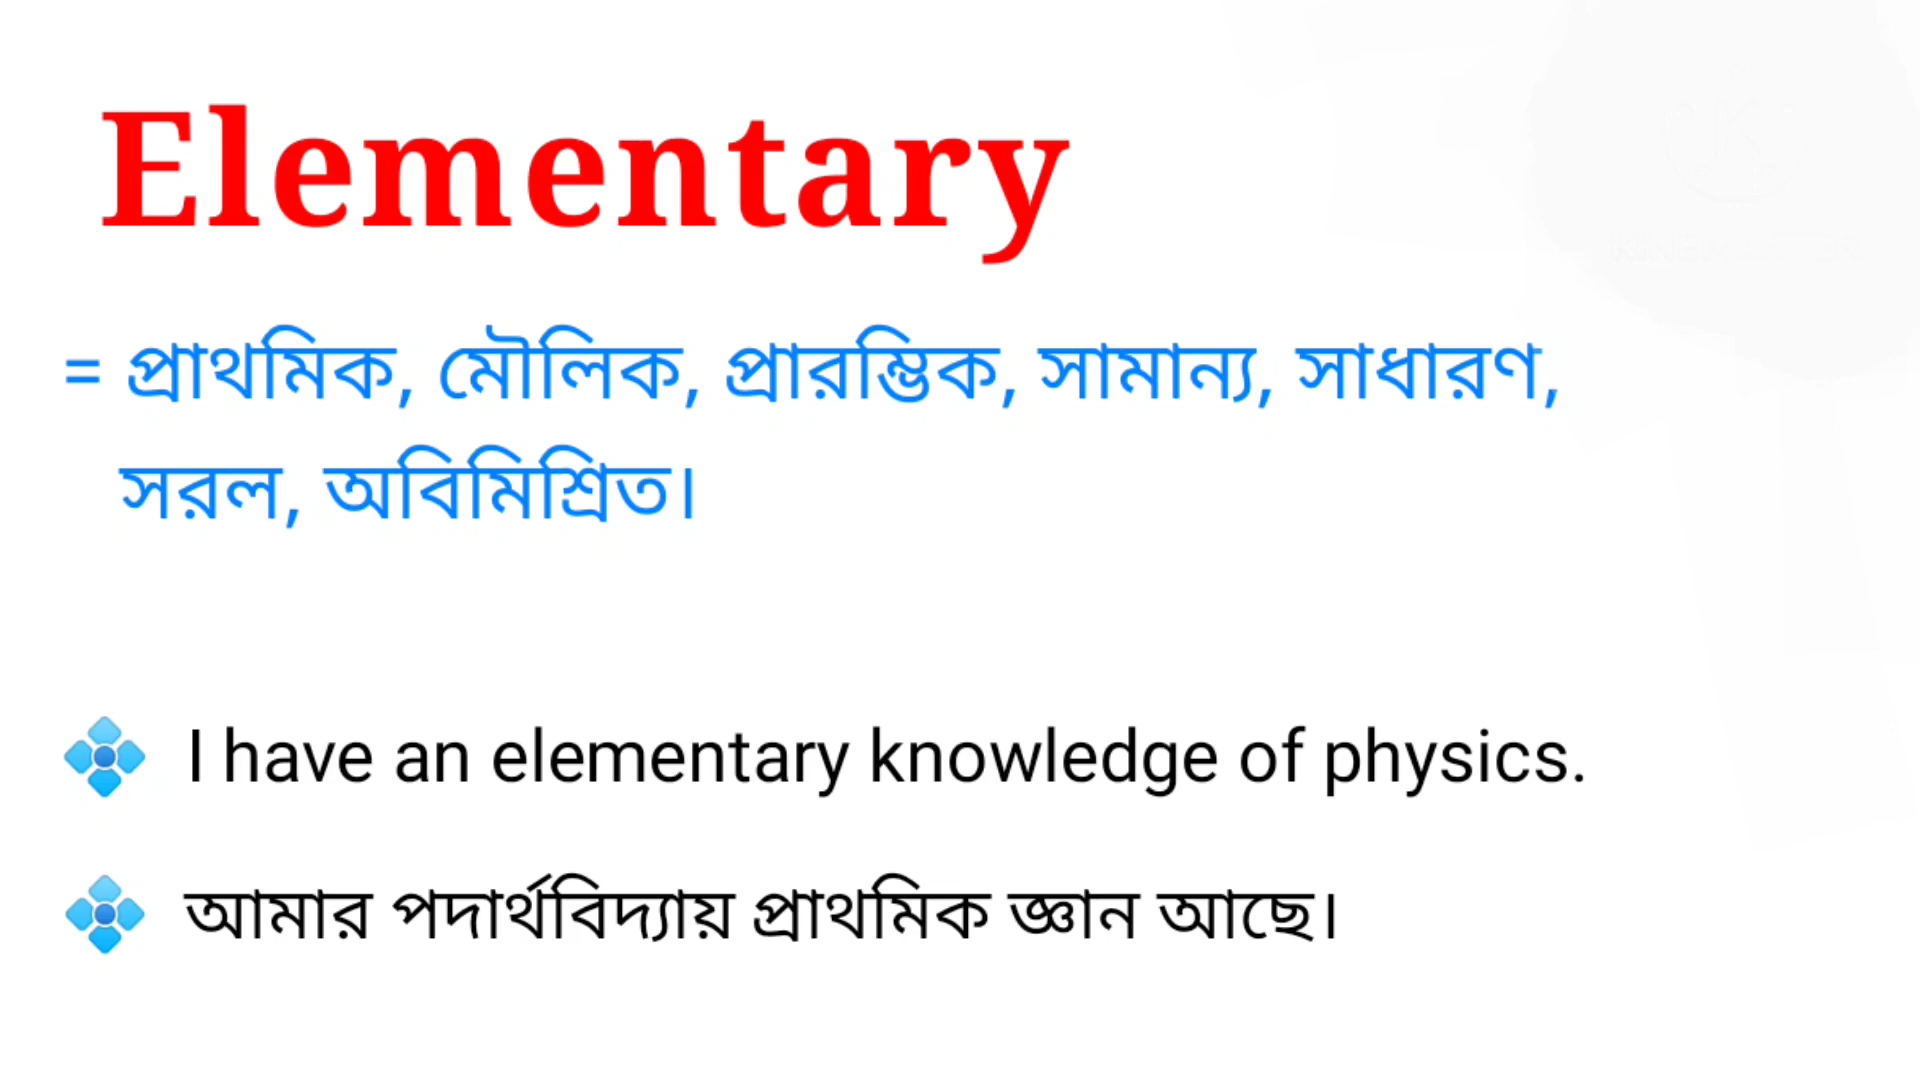 Elementary
= প্রাথমিক, মৌলিক, প্রারম্ভিক, সামান্য, সাধারণ,
সরল, অবিমিশ্রিত।
I have an elementary knowledge of physics.
আমার পদার্থবিদ্যায় প্রাথমিক জ্ঞান আছে।